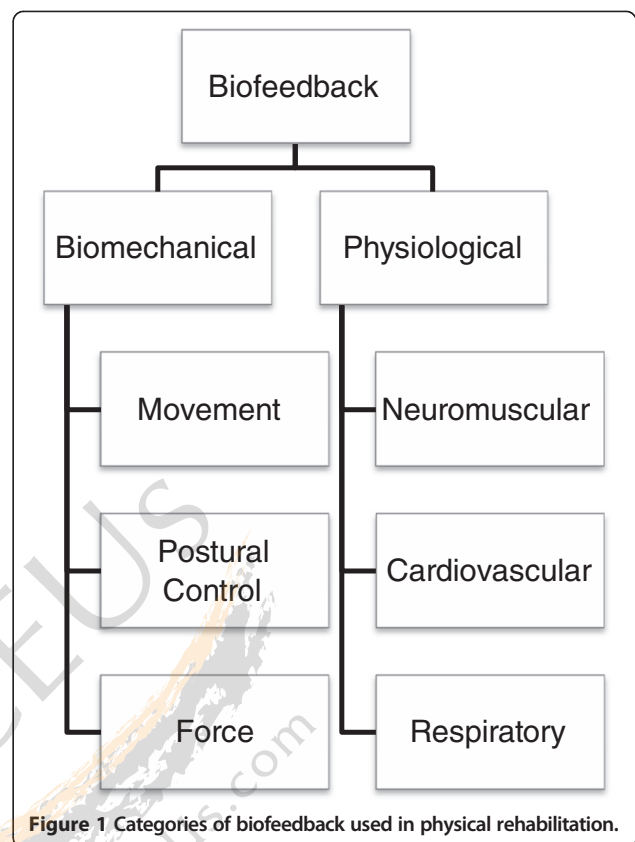 Biofeedback
Biomechanical
Physiological
Movement
Neuromuscular
Postural
Control
Cardiovascular
Force
Respiratory
Figure 1 Categories of biofeedback used in physical rehabilitation.